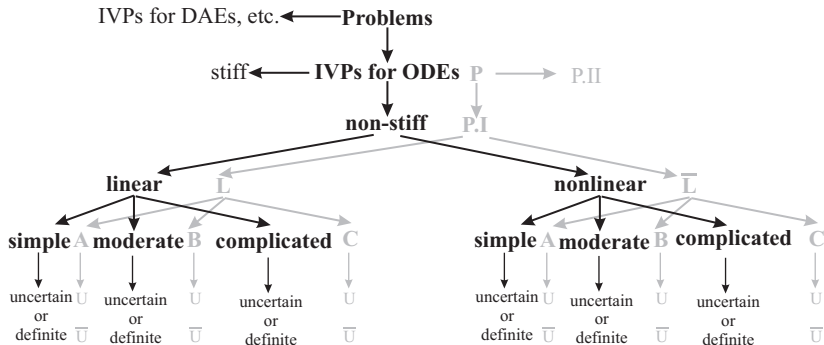 IVPs for DAEs, etc. Problems
stiff IVPs for ODEs P P.II
non-stiff P.I
linear L nonlinear L̅
simple A moderate B complicated C simple A moderate B complicated C
uncertain U uncertain U uncertain U uncertain U uncertain U uncertain U
or or or or or or
definite U̅ definite U̅ definite U̅ definite U̅ definite U̅ definite U̅